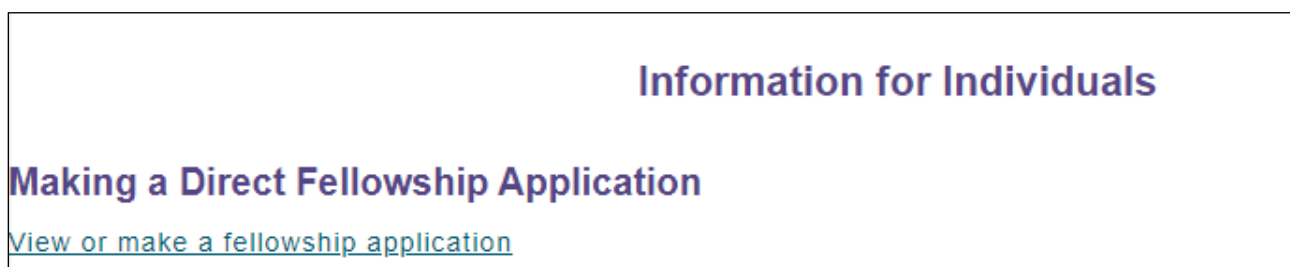 Information for Individuals
Making a Direct Fellowship Application
View or make a fellowship application